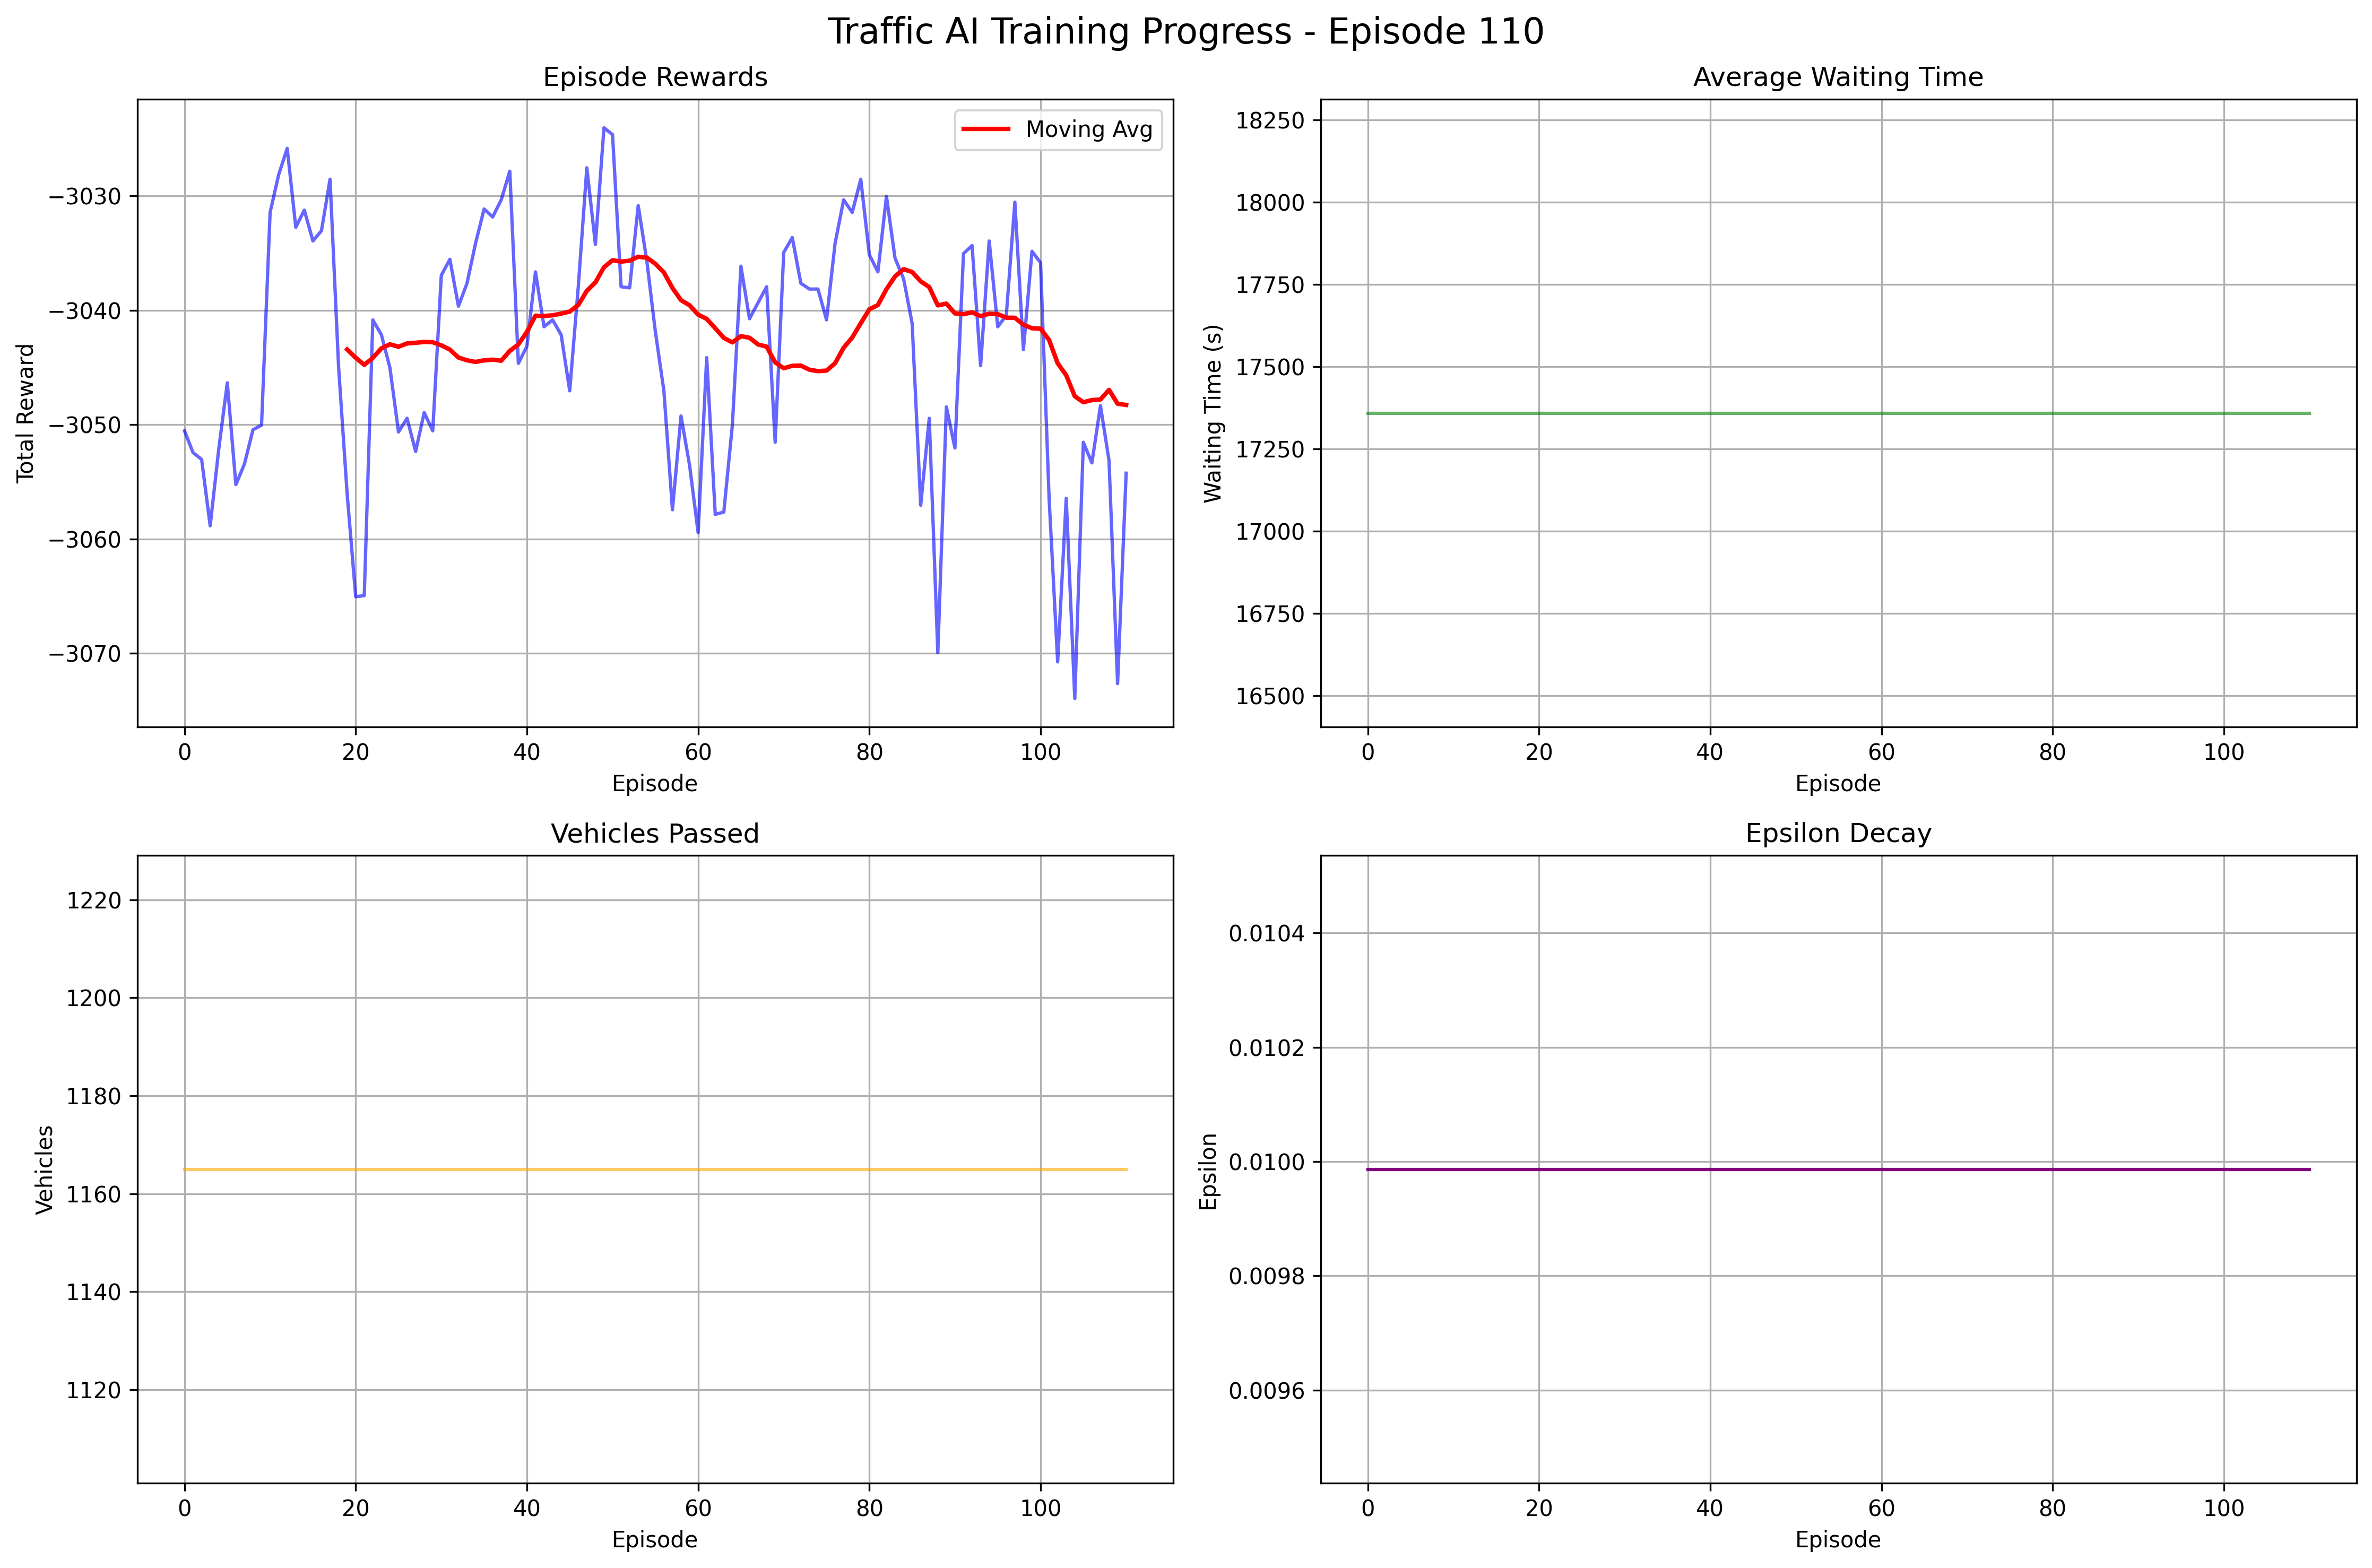 Traffic AI Training Progress - Episode 110
Episode Rewards
Moving Avg
−3030
−3040
−3050
−3060
−3070
Total Reward
0 20 40 60 80 100
Episode
Average Waiting Time
18250
18000
17750
17500
17250
17000
16750
16500
Waiting Time (s)
0 20 40 60 80 100
Episode
Vehicles Passed
1220
1200
1180
1160
1140
1120
Vehicles
0 20 40 60 80 100
Episode
Epsilon Decay
0.0104
0.0102
0.0100
0.0098
0.0096
Epsilon
0 20 40 60 80 100
Episode